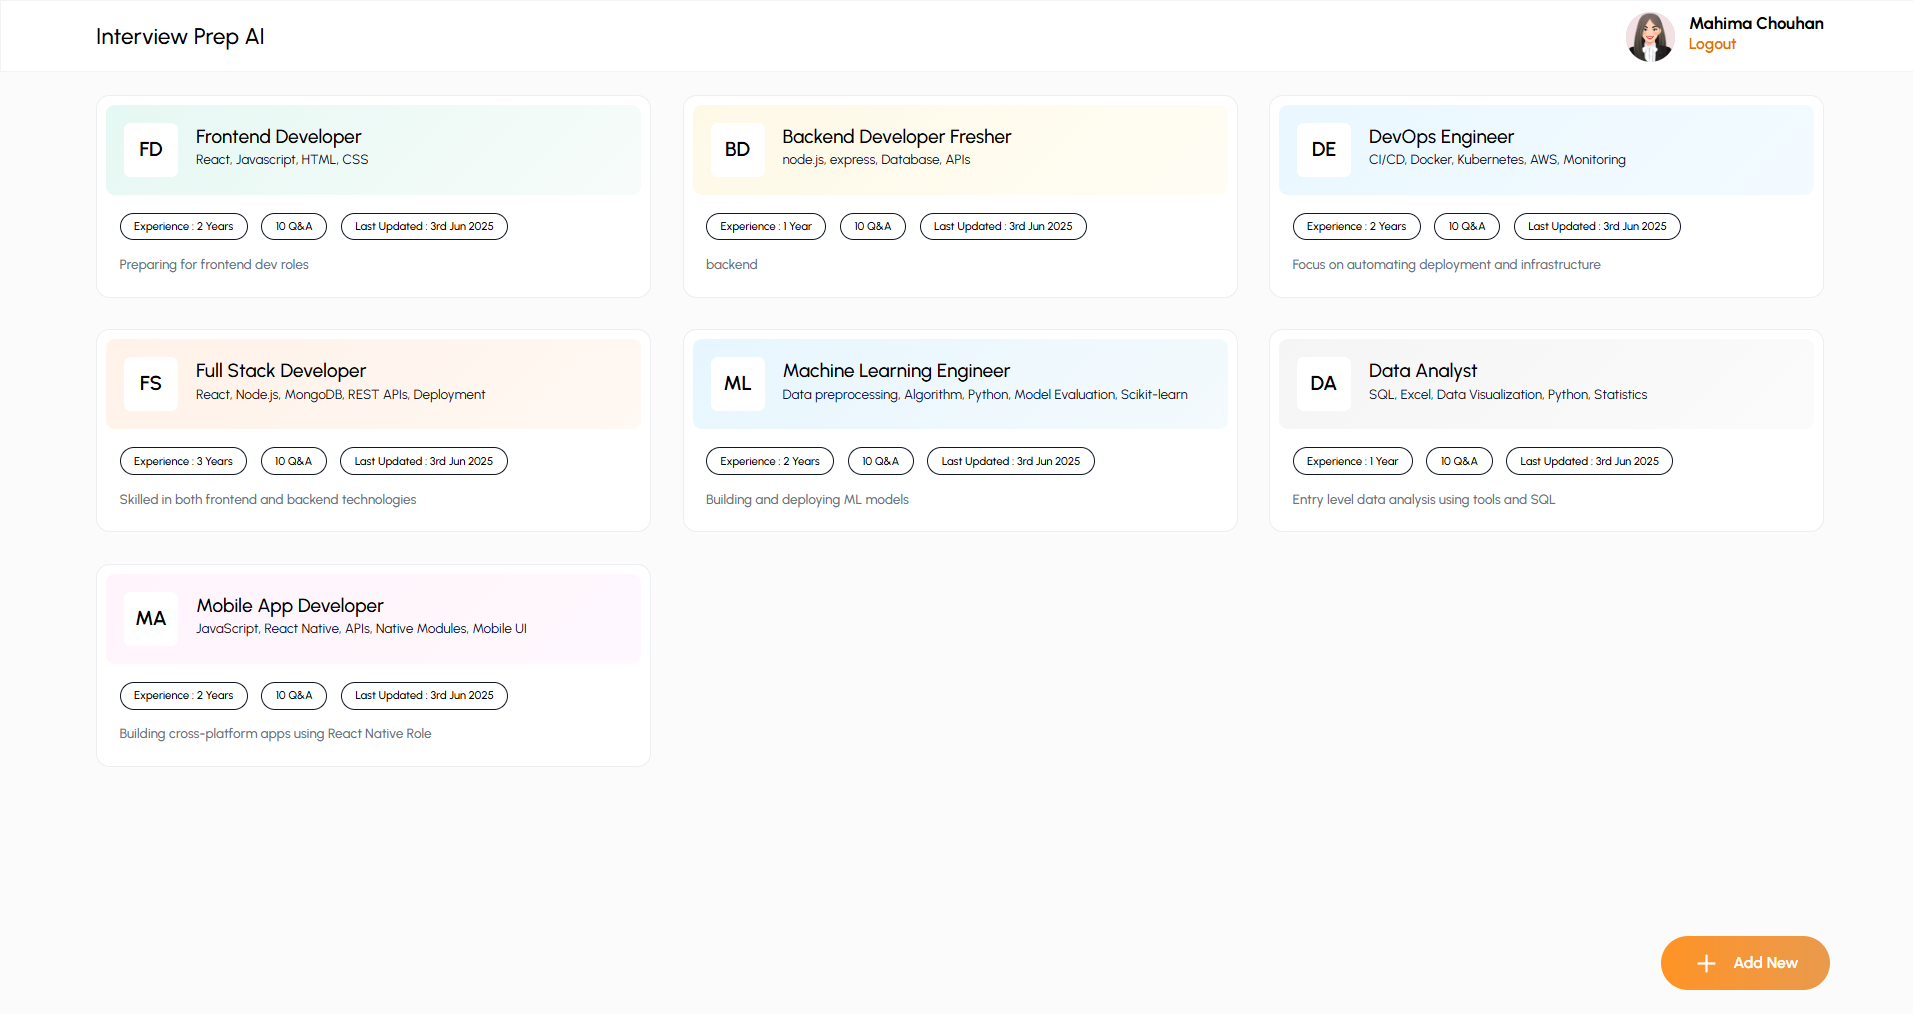 Interview Prep AI
Mahima Chouhan
Logout
FD
Frontend Developer
React, Javascript, HTML, CSS
Experience : 2 Years
10 Q&A
Last Updated : 3rd Jun 2025
Preparing for frontend dev roles
BD
Backend Developer Fresher
node.js, express, Database, APIs
Experience : 1 Year
10 Q&A
Last Updated : 3rd Jun 2025
backend
DE
DevOps Engineer
CI/CD, Docker, Kubernetes, AWS, Monitoring
Experience : 2 Years
10 Q&A
Last Updated : 3rd Jun 2025
Focus on automating deployment and infrastructure
FS
Full Stack Developer
React, Node.js, MongoDB, REST APIs, Deployment
Experience : 3 Years
10 Q&A
Last Updated : 3rd Jun 2025
Skilled in both frontend and backend technologies
ML
Machine Learning Engineer
Data preprocessing, Algorithm, Python, Model Evaluation, Scikit-learn
Experience : 2 Years
10 Q&A
Last Updated : 3rd Jun 2025
Building and deploying ML models
DA
Data Analyst
SQL, Excel, Data Visualization, Python, Statistics
Experience : 1 Year
10 Q&A
Last Updated : 3rd Jun 2025
Entry level data analysis using tools and SQL
MA
Mobile App Developer
JavaScript, React Native, APIs, Native Modules, Mobile UI
Experience : 2 Years
10 Q&A
Last Updated : 3rd Jun 2025
Building cross-platform apps using React Native Role
Add New